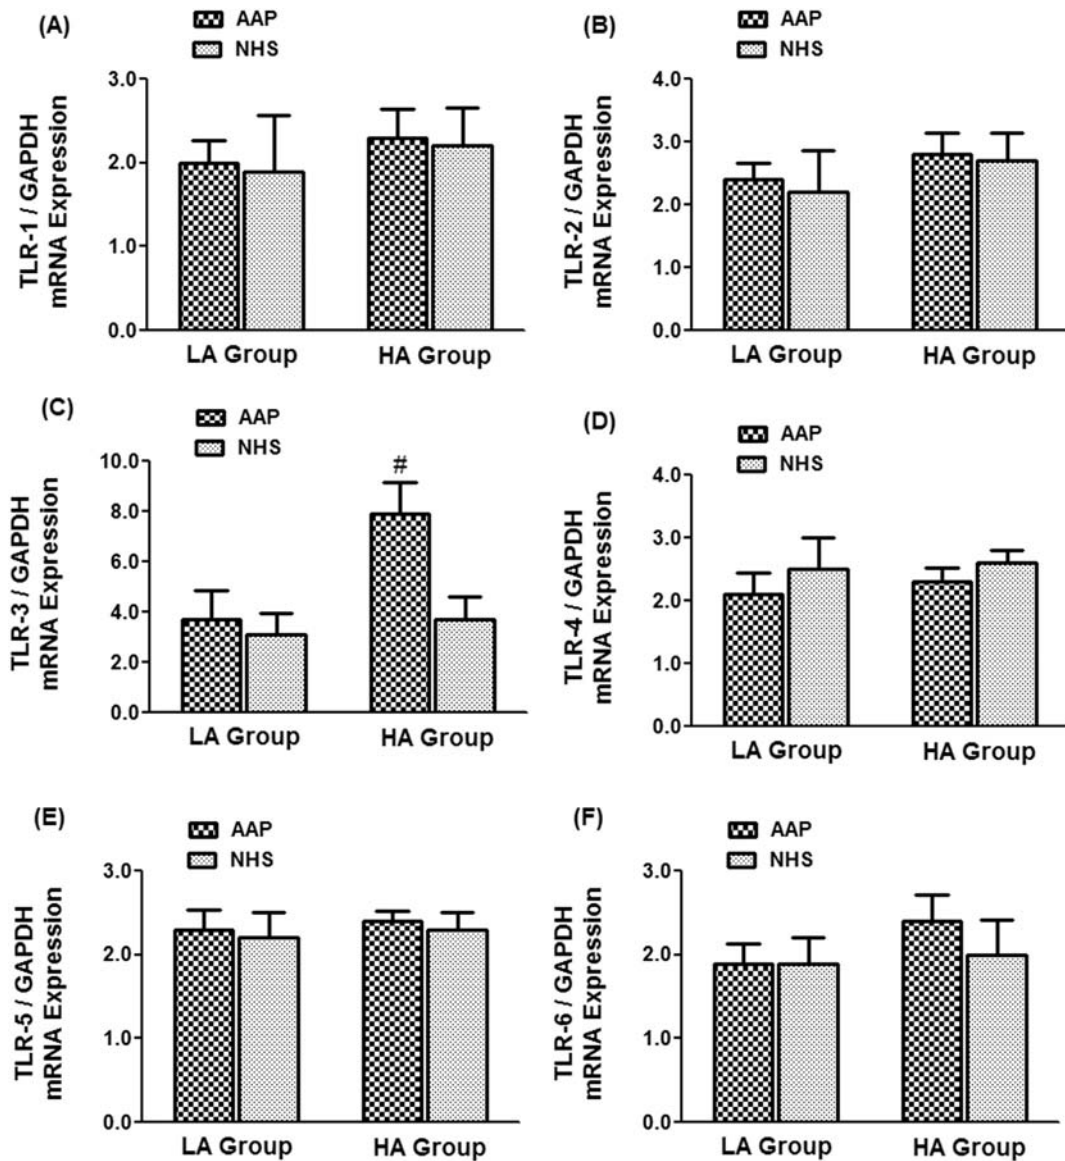 (A)
AAP
NHS
TLR-1 / GAPDH
mRNA Expression
3.0
2.0
1.0
0.0
LA Group
HA Group
(B)
AAP
NHS
TLR-2 / GAPDH
mRNA Expression
4.0
3.0
2.0
1.0
0.0
LA Group
HA Group
(C)
AAP
NHS
TLR-3 / GAPDH
mRNA Expression
10.0
8.0
6.0
4.0
2.0
0.0
#
LA Group
HA Group
(D)
AAP
NHS
TLR-4 / GAPDH
mRNA Expression
4.0
3.0
2.0
1.0
0.0
LA Group
HA Group
(E)
AAP
NHS
TLR-5 / GAPDH
mRNA Expression
3.0
2.0
1.0
0.0
LA Group
HA Group
(F)
AAP
NHS
TLR-6 / GAPDH
mRNA Expression
3.0
2.0
1.0
0.0
LA Group
HA Group